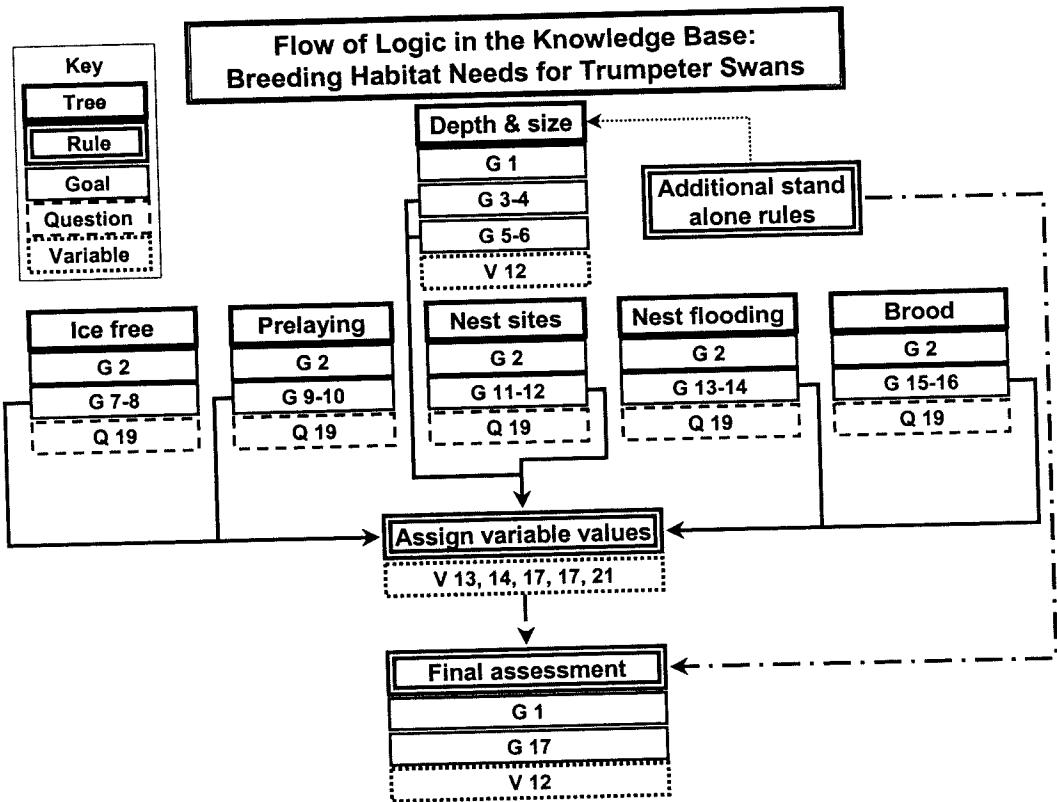 Flow of Logic in the Knowledge Base:
Breeding Habitat Needs for Trumpeter Swans
Key
Tree
Rule
Goal
Question
Variable
Depth & size
G 1
G 3-4
G 5-6
V 12
Additional stand
alone rules
Ice free
G 2
G 7-8
Q 19
Prelaying
G 2
G 9-10
Q 19
Nest sites
G 2
G 11-12
Q 19
Nest flooding
G 2
G 13-14
Q 19
Brood
G 2
G 15-16
Q 19
Assign variable values
V 13, 14, 17, 17, 21
Final assessment
G 1
G 17
V 12